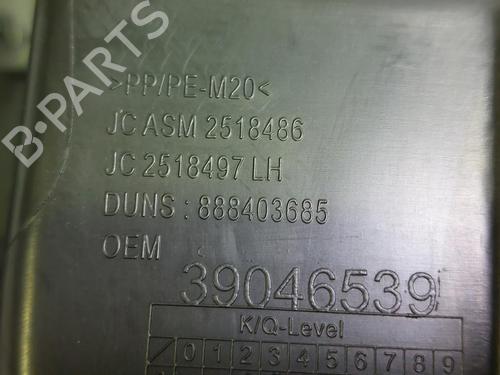 >PP/PE-M20<
JC ASM 2518486
JC 2518497 LH
DUNS : 888403685
OEM
39046539
K/Q-Level
0 1 2 3 4 5 6 7 8 9
B-PARTS